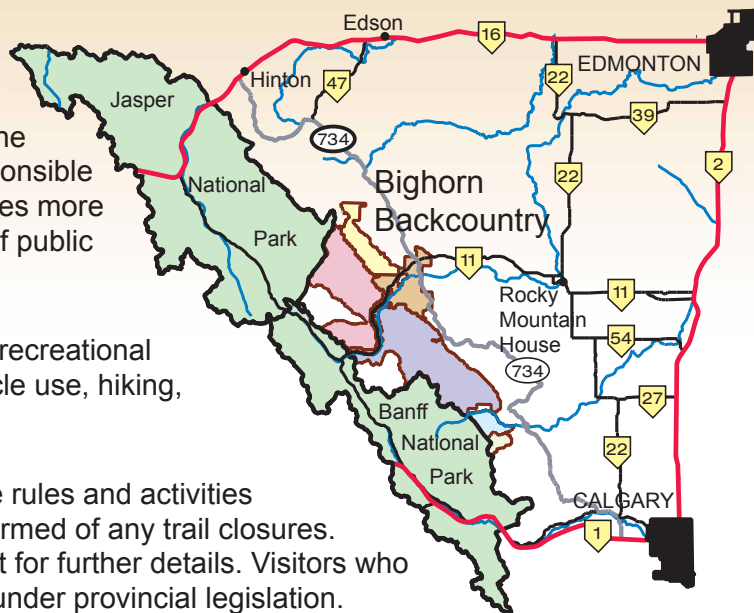 Edson
16
EDMONTON
Hinton
47
22
Jasper
39
734
ne
onsible
es more
f public
National
Park
Bighorn
Backcountry
22
2
11
Rocky
Mountain
House
11
54
734
recreational
cle use, hiking,
27
Banff
National
Park
22
e rules and activities
rmed of any trail closures.
t for further details. Visitors who
under provincial legislation.
CALGARY
1